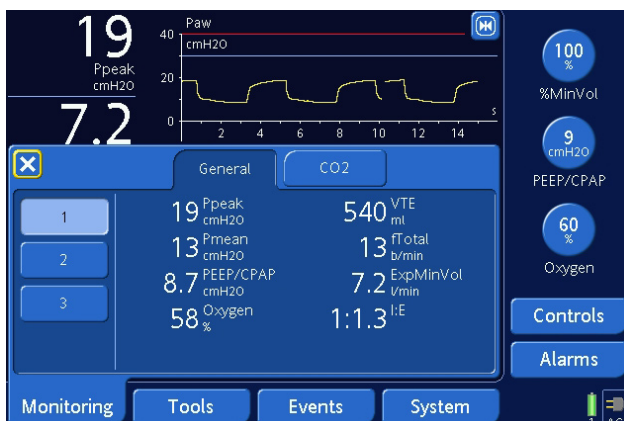 19
Ppeak
cmH2O
7.2
Paw
cmH2O
40
20
0
2 4 6 8 10 12 14
s
100
%
%MinVol
9
cmH2O
PEEP/CPAP
60
%
Oxygen
General CO2
1
2
3
19 Ppeak
cmH2O
13 Pmean
cmH2O
8.7 PEEP/CPAP
cmH2O
58 Oxygen
%
540 VTE
ml
13 fTotal
b/min
7.2 ExpMinVol
l/min
1:1.3 I:E
Controls
Alarms
Monitoring Tools Events System